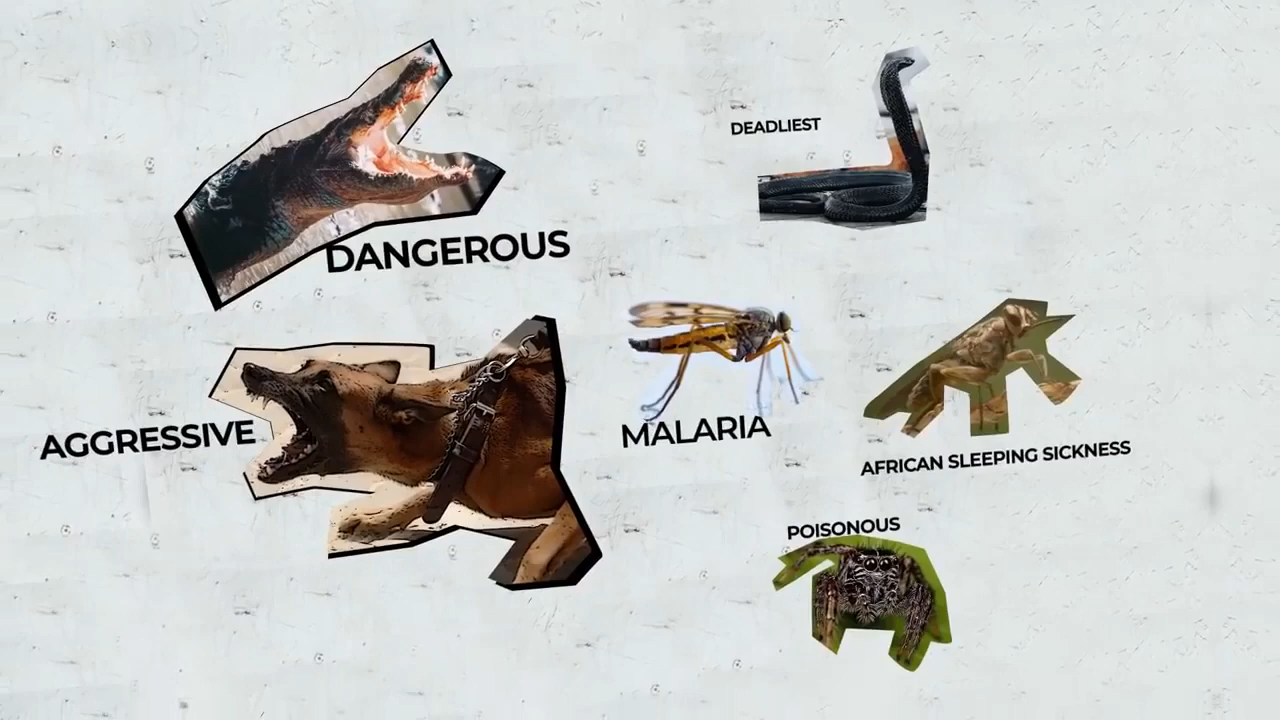 DEADLIEST
DANGEROUS
AGGRESSIVE
MALARIA
AFRICAN SLEEPING SICKNESS
POISONOUS